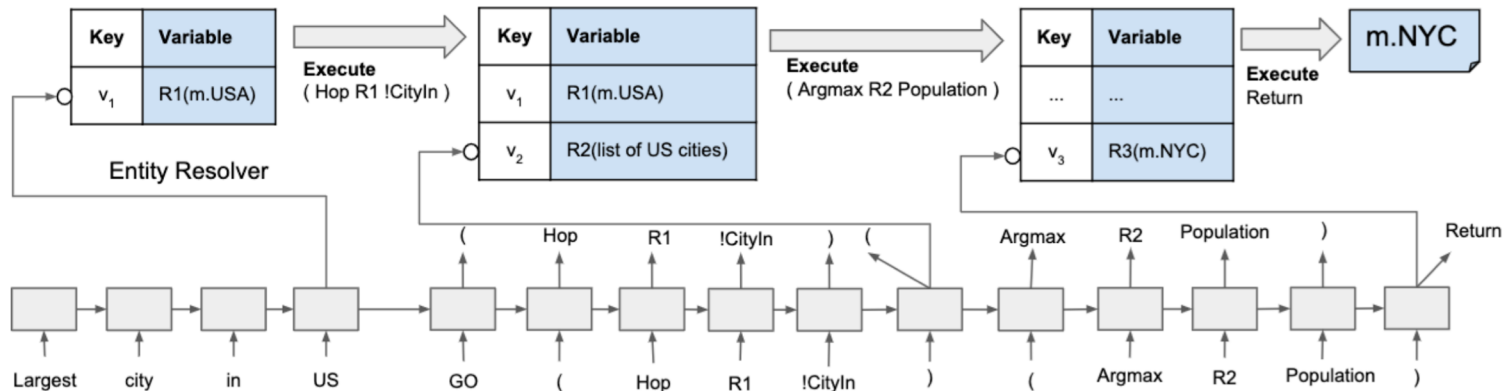 Key Variable
v1 R1(m.USA)
Execute
( Hop R1 !CityIn )
Key Variable
v1 R1(m.USA)
v2 R2(list of US cities)
Execute
( Argmax R2 Population )
Key Variable
... ...
v3 R3(m.NYC)
Execute
Return
m.NYC
Entity Resolver
( Hop R1 !CityIn ) ( Argmax R2 Population ) Return
Largest city in US GO ( Hop R1 !CityIn ) ( Argmax R2 Population )